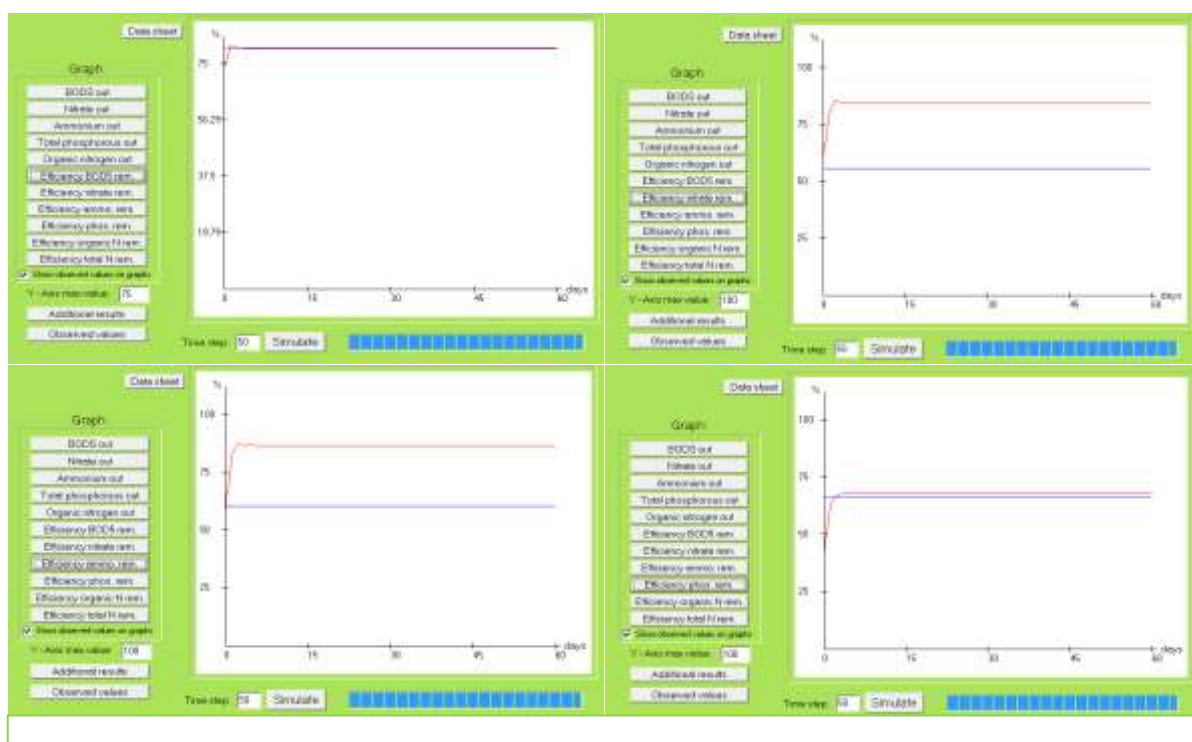 Data sheet
%
75
56.25
37.5
18.75
0 15 30 45 60 days
Graph
BOD5 out
Nitrate out
Ammonium out
Total phosphorous out
Organic nitrogen out
Efficiency BOD5 rem.
Efficiency nitrate rem.
Efficiency ammo. rem.
Efficiency phos. rem.
Efficiency organic N rem.
Efficiency total N rem.
Show observed values on graphs
Y - Axis max value: 75
Additional results
Observed values
Time step: 50 Simulate
Data sheet
%
100
75
50
25
0 15 30 45 60 days
Graph
BOD5 out
Nitrate out
Ammonium out
Total phosphorous out
Organic nitrogen out
Efficiency BOD5 rem.
Efficiency nitrate rem.
Efficiency ammo. rem.
Efficiency phos. rem.
Efficiency organic N rem.
Efficiency total N rem.
Show observed values on graphs
Y - Axis max value: 100
Additional results
Observed values
Time step: Simulate
Data sheet
%
100
75
50
25
0 15 30 45 60 days
Graph
BOD5 out
Nitrate out
Ammonium out
Total phosphorous out
Organic nitrogen out
Efficiency BOD5 rem.
Efficiency nitrate rem.
Efficiency ammo. rem.
Efficiency phos. rem.
Efficiency organic N rem.
Efficiency total N rem.
Show observed values on graphs
Y - Axis max value: 100
Additional results
Observed values
Time step: Simulate
Data sheet
%
100
75
50
25
0 15 30 45 60 days
Graph
BOD5 out
Nitrate out
Ammonium out
Total phosphorous out
Organic nitrogen out
Efficiency BOD5 rem.
Efficiency nitrate rem.
Efficiency ammo. rem.
Efficiency phos. rem.
Efficiency organic N rem.
Efficiency total N rem.
Show observed values on graphs
Y - Axis max value: 100
Additional results
Observed values
Time step: Simulate